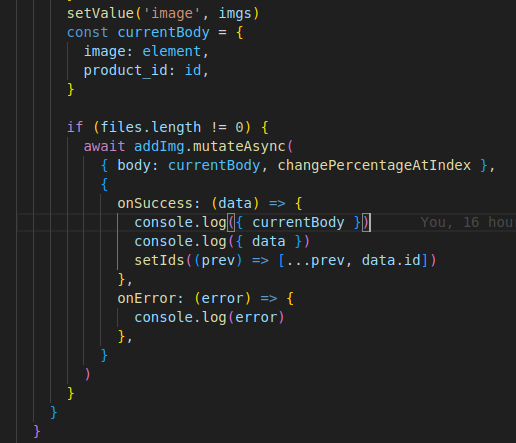 setValue('image', imgs)
const currentBody = {
image: element,
product_id: id,
}
if (files.length != 0) {
await addImg.mutateAsync(
{ body: currentBody, changePercentageAtIndex },
{
onSuccess: (data) => {
console.log({ currentBody }) You, 16 hou
console.log({ data })
setIds((prev) => [...prev, data.id])
},
onError: (error) => {
console.log(error)
},
}
)
}
}
}